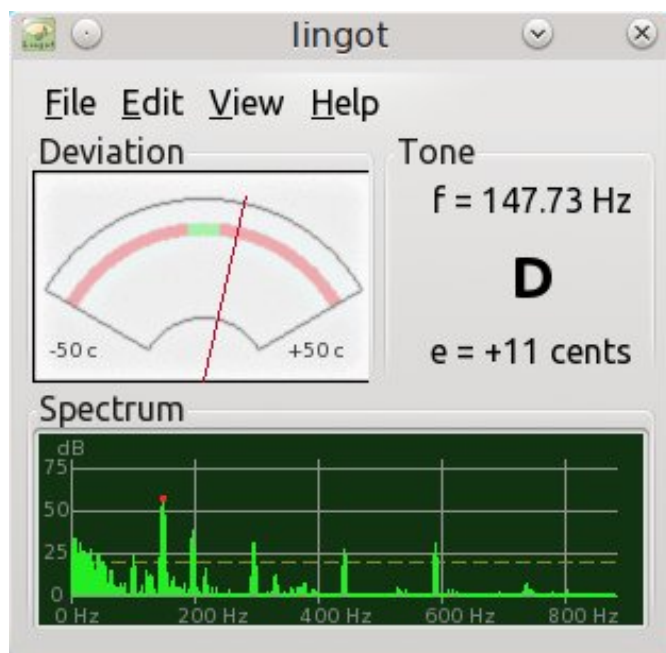 lingot
File Edit View Help
Deviation
-50 c
+50 c
Tone
f = 147.73 Hz
D
e = +11 cents
Spectrum
dB
75
50
25
0
0 Hz 200 Hz 400 Hz 600 Hz 800 Hz